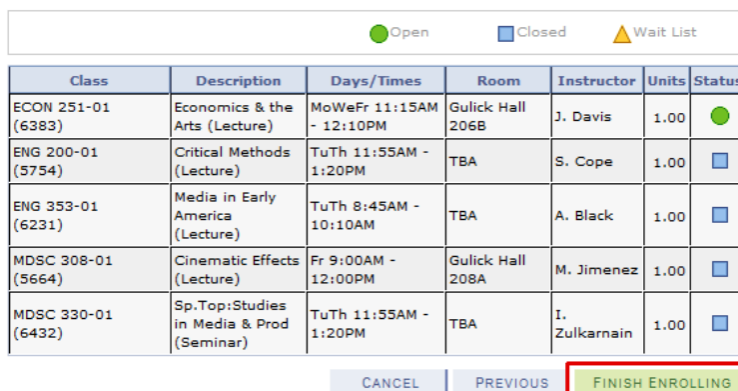 Open Closed Wait List
Class Description Days/Times Room Instructor Units Status
ECON 251-01 Economics & the MoWeFr 11:15AM Gulick Hall J. Davis 1.00
(6383) Arts (Lecture) - 12:10PM 206B
ENG 200-01 Critical Methods TuTh 11:55AM - TBA S. Cope 1.00
(5754) (Lecture) 1:20PM
ENG 353-01 Media in Early TuTh 8:45AM - TBA A. Black 1.00
(6231) America 10:10AM
(Lecture)
MDSC 308-01 Cinematic Effects Fr 9:00AM - Gulick Hall M. Jimenez 1.00
(5664) (Lecture) 12:00PM 208A
MDSC 330-01 Sp.Top:Studies TuTh 11:55AM - TBA I. 1.00
(6432) in Media & Prod 1:20PM Zulkarnain
(Seminar)
CANCEL PREVIOUS FINISH ENROLLING